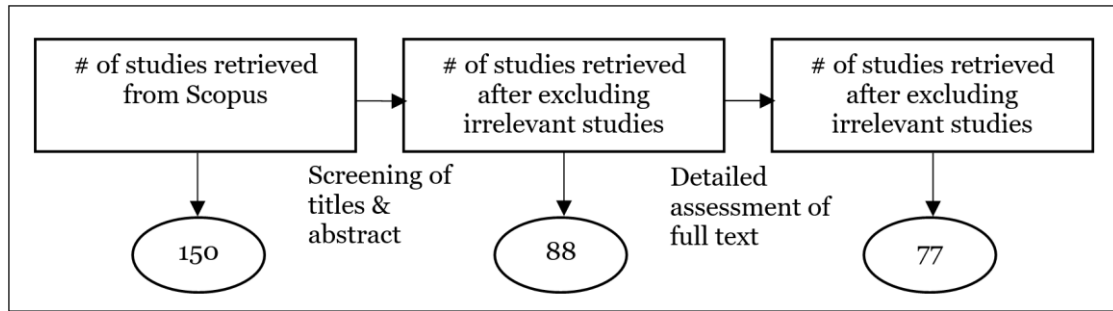 # of studies retrieved
from Scopus
# of studies retrieved
after excluding
irrelevant studies
# of studies retrieved
after excluding
irrelevant studies
Screening of
titles &
abstract
Detailed
assessment of
full text
150
88
77